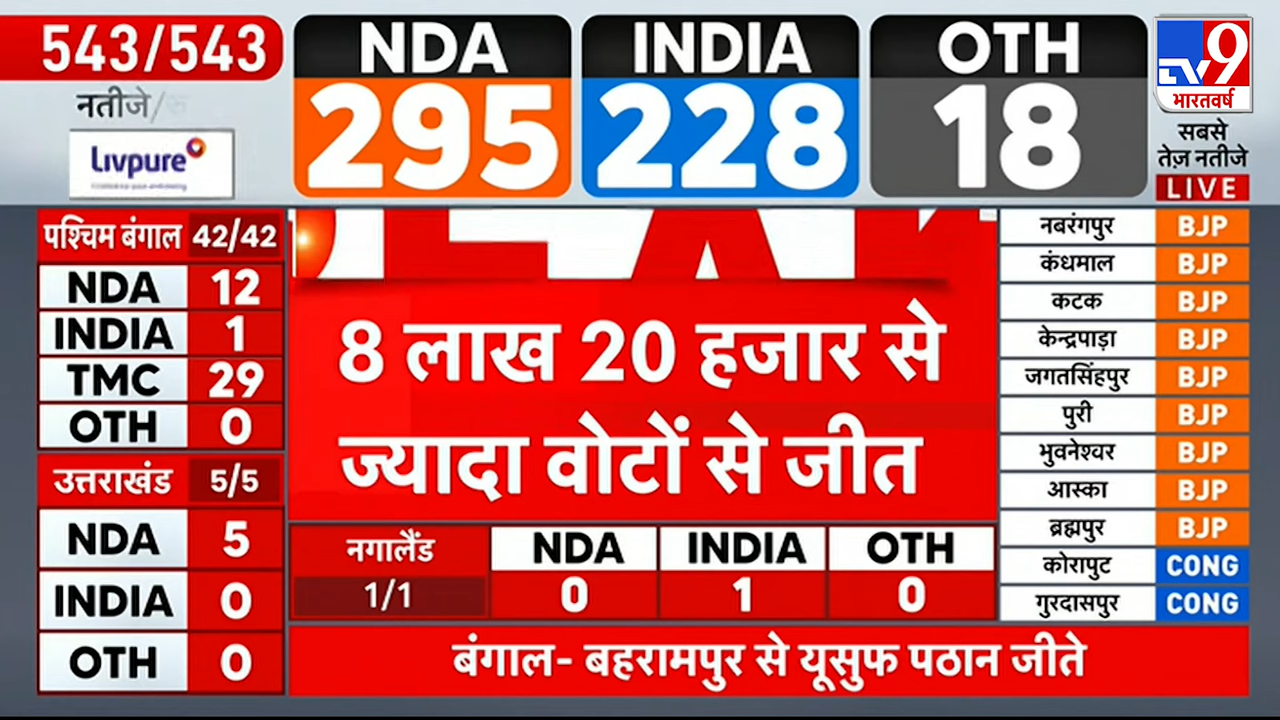 543/543
नतीजे/
Livpure
NDA
295
INDIA
228
OTH
18
TV9
भारतवर्ष
सबसे
तेज़ नतीजे
LIVE
पश्चिम बंगाल 42/42
NDA 12
INDIA 1
TMC 29
OTH 0
उत्तराखंड 5/5
NDA 5
INDIA 0
OTH 0
8 लाख 20 हजार से
ज्यादा वोटों से जीत
नगालैंड NDA INDIA OTH
1/1 0 1 0
बंगाल- बहरामपुर से यूसुफ पठान जीते
नबरंगपुर BJP
कंधमाल BJP
कटक BJP
केन्द्रपाड़ा BJP
जगतसिंहपुर BJP
पुरी BJP
भुवनेश्वर BJP
आस्का BJP
ब्रह्मपुर BJP
कोरापुट CONG
गुरदासपुर CONG